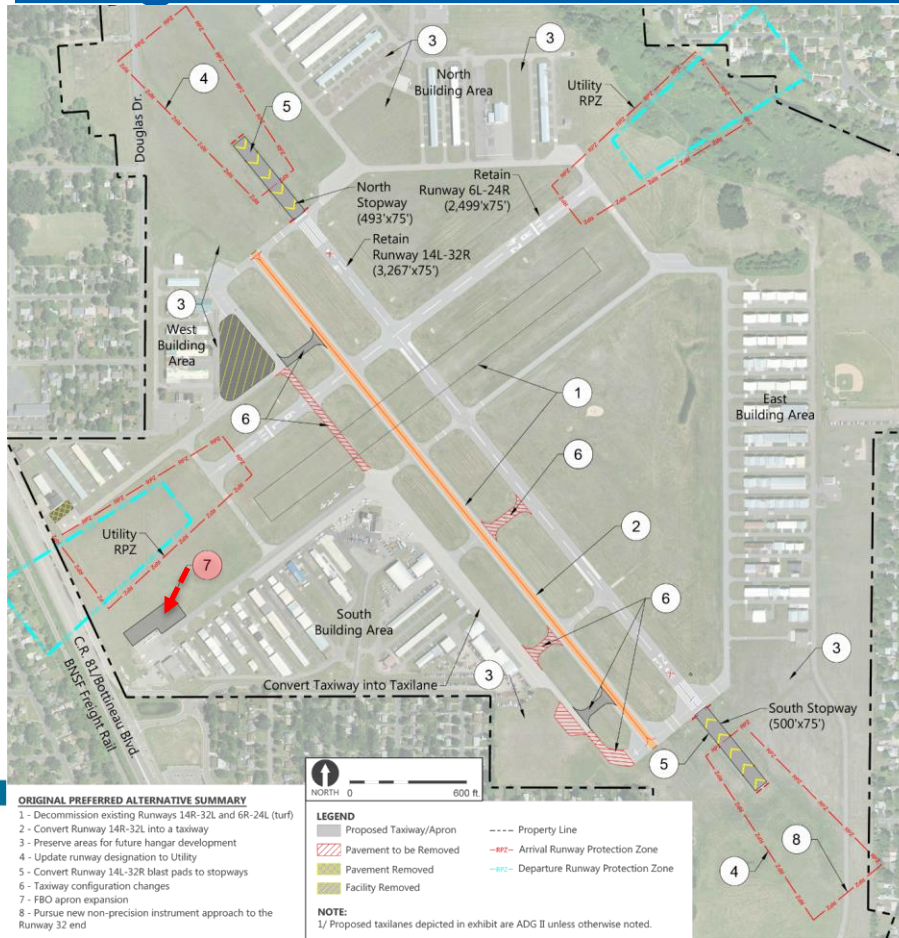 3
3
North
Building Area
4
Utility
RPZ
5
Douglas Dr.
Retain
Runway 6L-24R
(2,499'x75')
North
Stopway
(493'x75')
Retain
Runway 14L-32R
(3,267'x75')
3
West
Building
Area
1
East
Building Area
6
6
2
Utility
RPZ
7
6
South
Building Area
3
C.R. 81/Bottineau Blvd.
BNSF Freight Rail
Convert Taxiway into Taxilane
3
South Stopway
(500'x75')
6
5
4
8
NORTH 0 600 ft.
ORIGINAL PREFERRED ALTERNATIVE SUMMARY
1 - Decommission existing Runways 14R-32L and 6R-24L (turf)
2 - Convert Runway 14R-32L into a taxiway
3 - Preserve areas for future hangar development
4 - Update runway designation to Utility
5 - Convert Runway 14L-32R blast pads to stopways
6 - Taxiway configuration changes
7 - FBO apron expansion
8 - Pursue new non-precision instrument approach to the
Runway 32 end
LEGEND
Proposed Taxiway/Apron
Pavement to be Removed
Pavement Removed
Facility Removed
Property Line
-RPZ- Arrival Runway Protection Zone
-RPZ- Departure Runway Protection Zone
NOTE:
1/ Proposed taxilanes depicted in exhibit are ADG II unless otherwise noted.